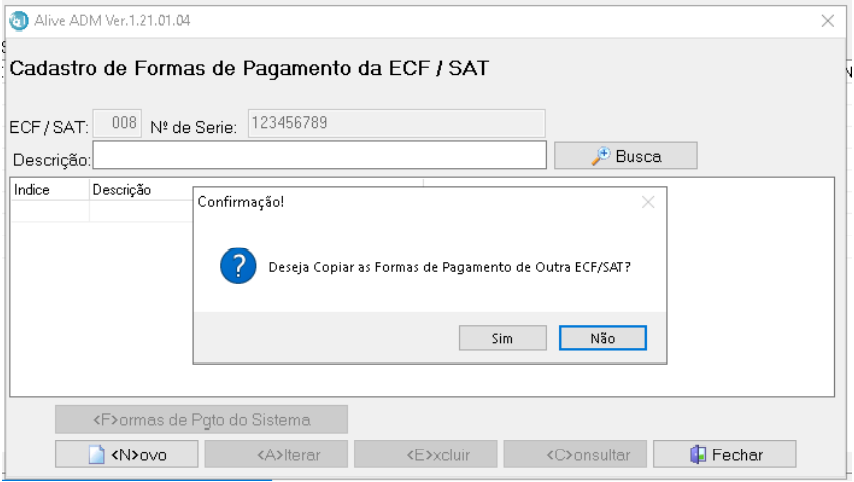 Alive ADM Ver.1.21.01.04
Cadastro de Formas de Pagamento da ECF / SAT
ECF / SAT: 008 Nº de Serie: 123456789
Descrição: Busca
Indice Descrição
Confirmação!
Deseja Copiar as Formas de Pagamento de Outra ECF/SAT?
Sim Não
<F>ormas de Pgto do Sistema
<N>ovo <A>lterar <E>xcluir <C>onsultar Fechar